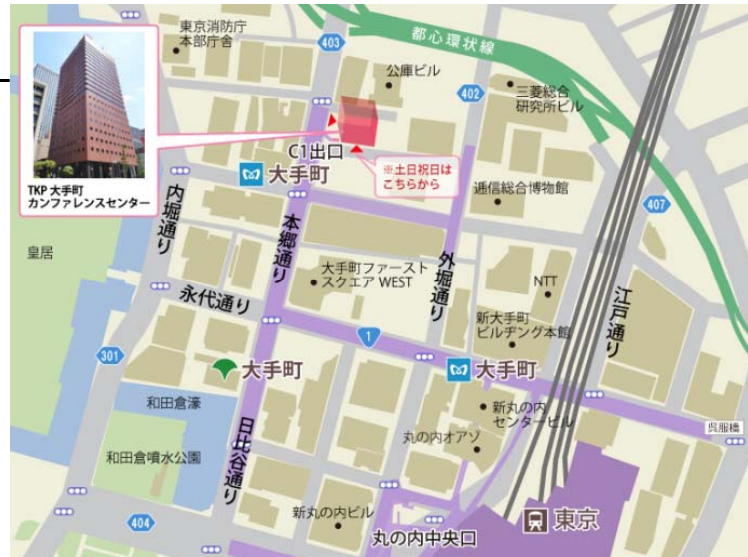 東京消防庁
本部庁舎
403
都心環状線
公庫ビル
402
三菱総合
研究所ビル
C1出口
※土日祝日は
こちらから
TKP 大手町
カンファレンスセンター
大手町
内堀通り
本郷通り
逓信総合博物館
407
皇居
大手町ファースト
スクエア WEST
外堀通り
NTT
江戸通り
永代通り
新大手町
ビルヂング本館
1
301
大手町
大手町
和田倉濠
新丸の内
センタービル
呉服橋
日比谷通り
丸の内オアゾ
和田倉噴水公園
404
新丸の内ビル
丸の内中央口
東京